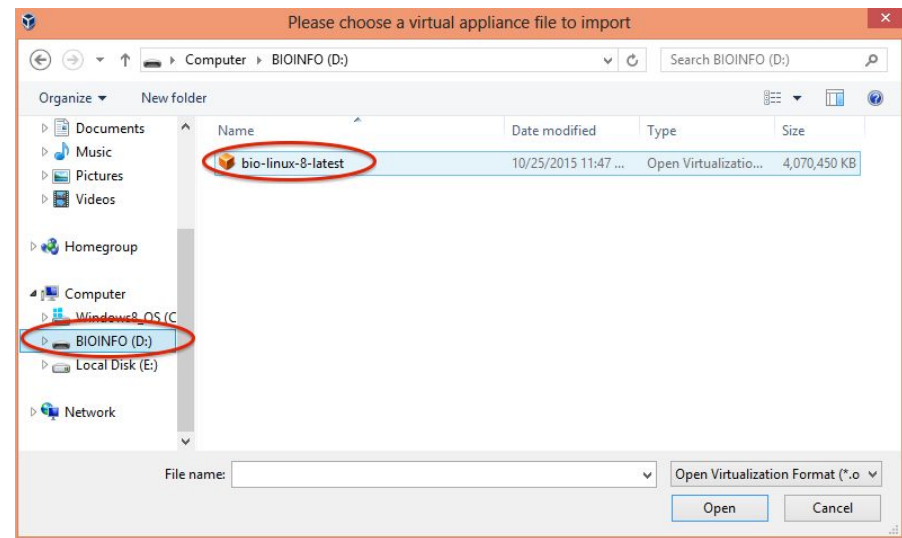 Please choose a virtual appliance file to import
Computer BIOINFO (D:)
Search BIOINFO (D:)
Organize
New folder
Documents
Music
Pictures
Videos
Homegroup
Computer
Windows8_OS (C
BIOINFO (D:)
Local Disk (E:)
Network
Name Date modified Type Size
bio-linux-8-latest 10/25/2015 11:47 ... Open Virtualizatio... 4,070,450 KB
File name:
Open Virtualization Format (*.o
Open Cancel